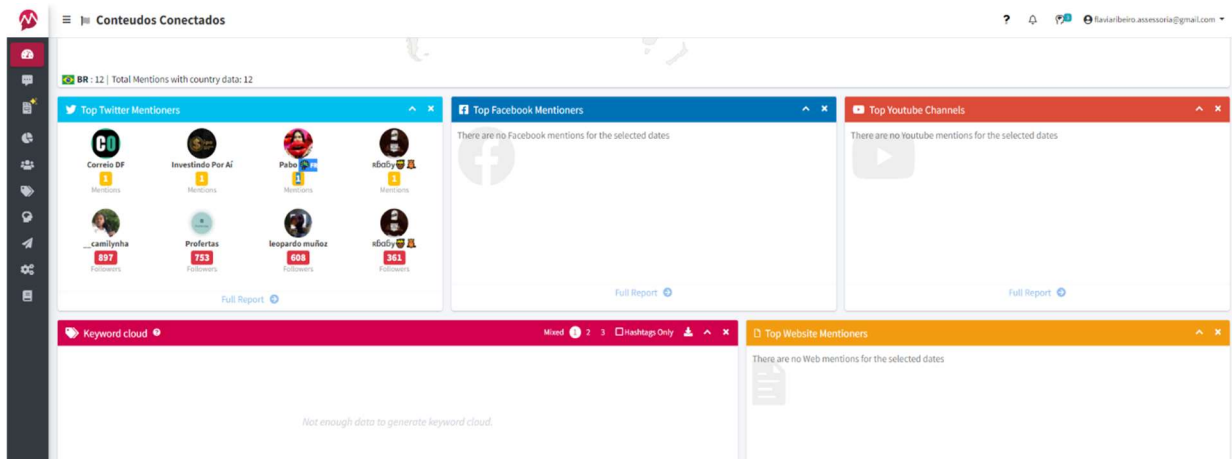 Conteudos Conectados
? flaviaribeiro.assessoria@gmail.com
BR : 12 | Total Mentions with country data: 12
Top Twitter Mentioners
Correio DF Investindo Por Aí Pabo
1 1 1 1
Mentions Mentions Mentions Mentions
__camilynha Profertas leopardo muñoz
897 753 608 361
Followers Followers Followers Followers
Full Report
Top Facebook Mentioners
There are no Facebook mentions for the selected dates
Full Report
Top Youtube Channels
There are no Youtube mentions for the selected dates
Full Report
Keyword cloud ? Mixed 1 2 3 Hashtags Only
Not enough data to generate keyword cloud.
Top Website Mentioners
There are no Web mentions for the selected dates